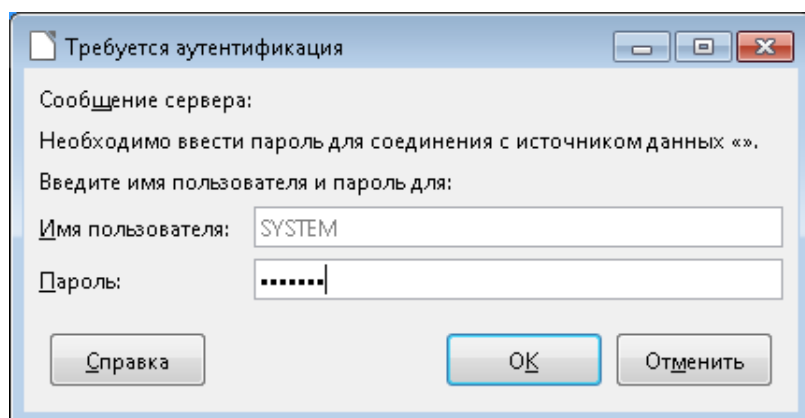 Требуется аутентификация
Сообщение сервера:
Необходимо ввести пароль для соединения с источником данных «».
Введите имя пользователя и пароль для:
Имя пользователя: SYSTEM
Пароль: •••••••
Справка OK Отменить